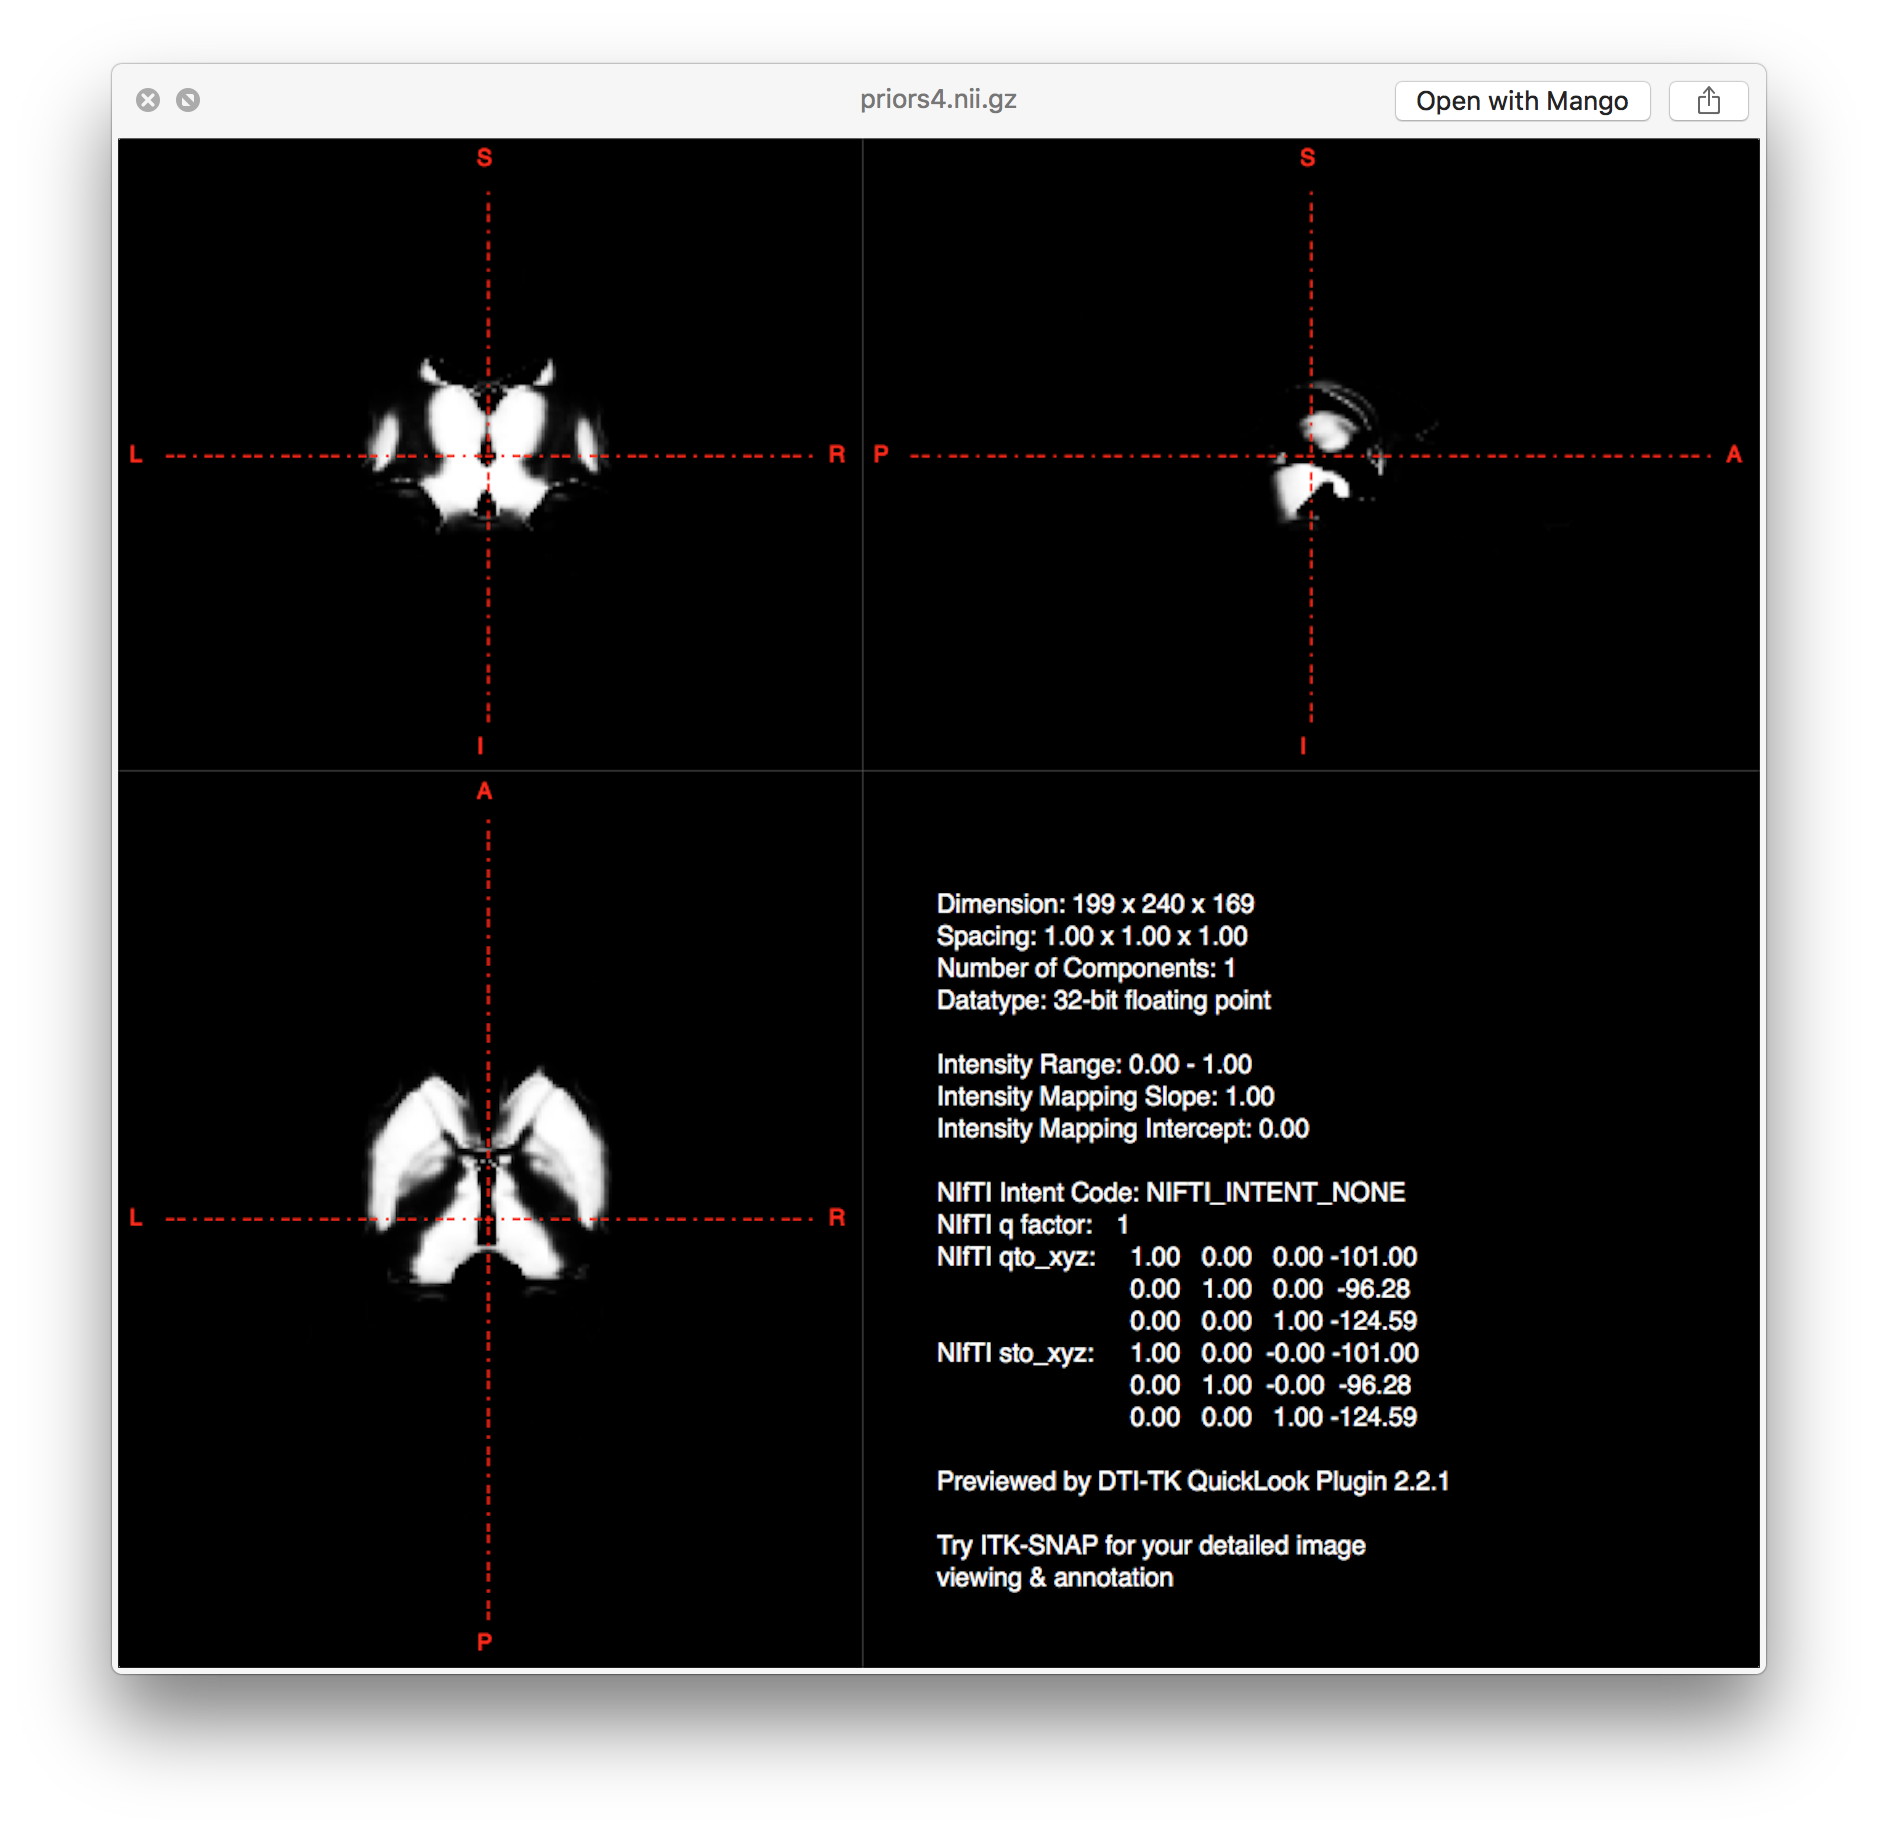 priors4.nii.gz
Open with Mango
S
L
R
I
S
P
A
I
A
L
R
P
Dimension: 199 x 240 x 169
Spacing: 1.00 x 1.00 x 1.00
Number of Components: 1
Datatype: 32-bit floating point
Intensity Range: 0.00 - 1.00
Intensity Mapping Slope: 1.00
Intensity Mapping Intercept: 0.00
NIfTI Intent Code: NIFTI_INTENT_NONE
NIfTI q factor: 1
NIfTI qto_xyz: 1.00 0.00 0.00 -101.00
0.00 1.00 0.00 -96.28
0.00 0.00 1.00 -124.59
NIfTI sto_xyz: 1.00 0.00 -0.00 -101.00
0.00 1.00 -0.00 -96.28
0.00 0.00 1.00 -124.59
Previewed by DTI-TK QuickLook Plugin 2.2.1
Try ITK-SNAP for your detailed image
viewing & annotation